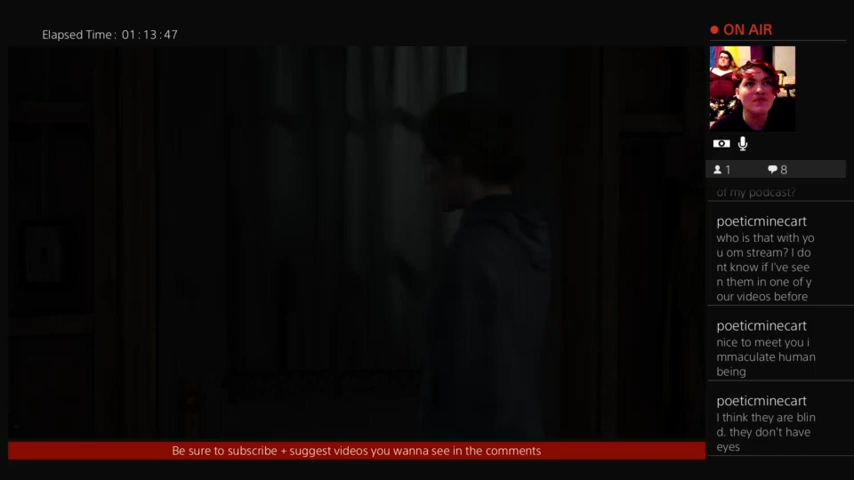 Elapsed Time: 01:13:47
ON AIR
1
8
of my podcast?
poeticminecart
who is that with yo
u om stream? I do
nt know if I've see
n them in one of y
our videos before
poeticminecart
nice to meet you i
mmaculate human
being
poeticminecart
I think they are blin
d. they don't have
eyes
Be sure to subscribe + suggest videos you wanna see in the comments